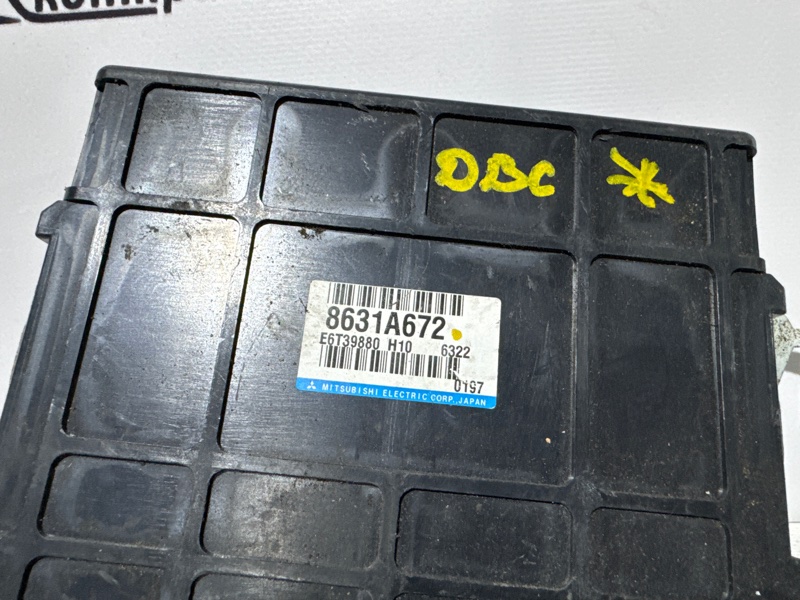 DBC Ж
8631A672
E6T39880 H10 6322
0197
MITSUBISHI ELECTRIC CORP.,JAPAN